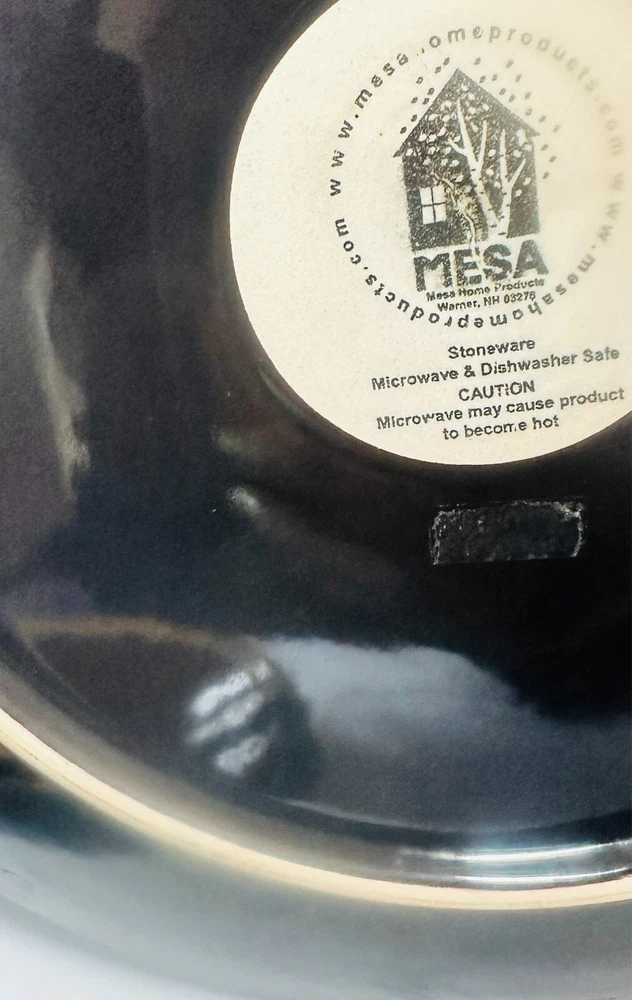 www.mesahomeproducts.com www.mesahomeproducts.com
MESA
Mesa Home Products
Warner, NH 03278
Stoneware
Microwave & Dishwasher Safe
CAUTION
Microwave may cause product
to become hot